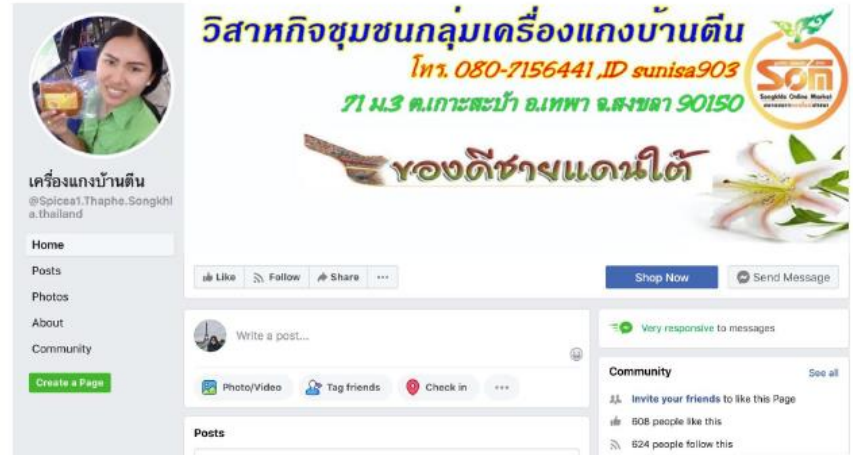 วิสาหกิจชุมชนกลุ่มเครื่องแกงบ้านตีน
โทร. 080-7156441 ,ID sunisa903
71 ม.3 ต.เกาะสะบ้า อ.เทพา จ.สงขลา 90150
SOM
Songkhla Online Market
ของดีชายแดนใต้
เครื่องแกงบ้านตีน
@Spicea1.Thaphe.Songkhl
a.thailand
Home
Posts
Photos
About
Community
Create a Page
Like Follow Share ...
Shop Now
Send Message
Write a post...
Photo/Video Tag friends Check in ...
Posts
Very responsive to messages
Community See all
Invite your friends to like this Page
608 people like this
624 people follow this